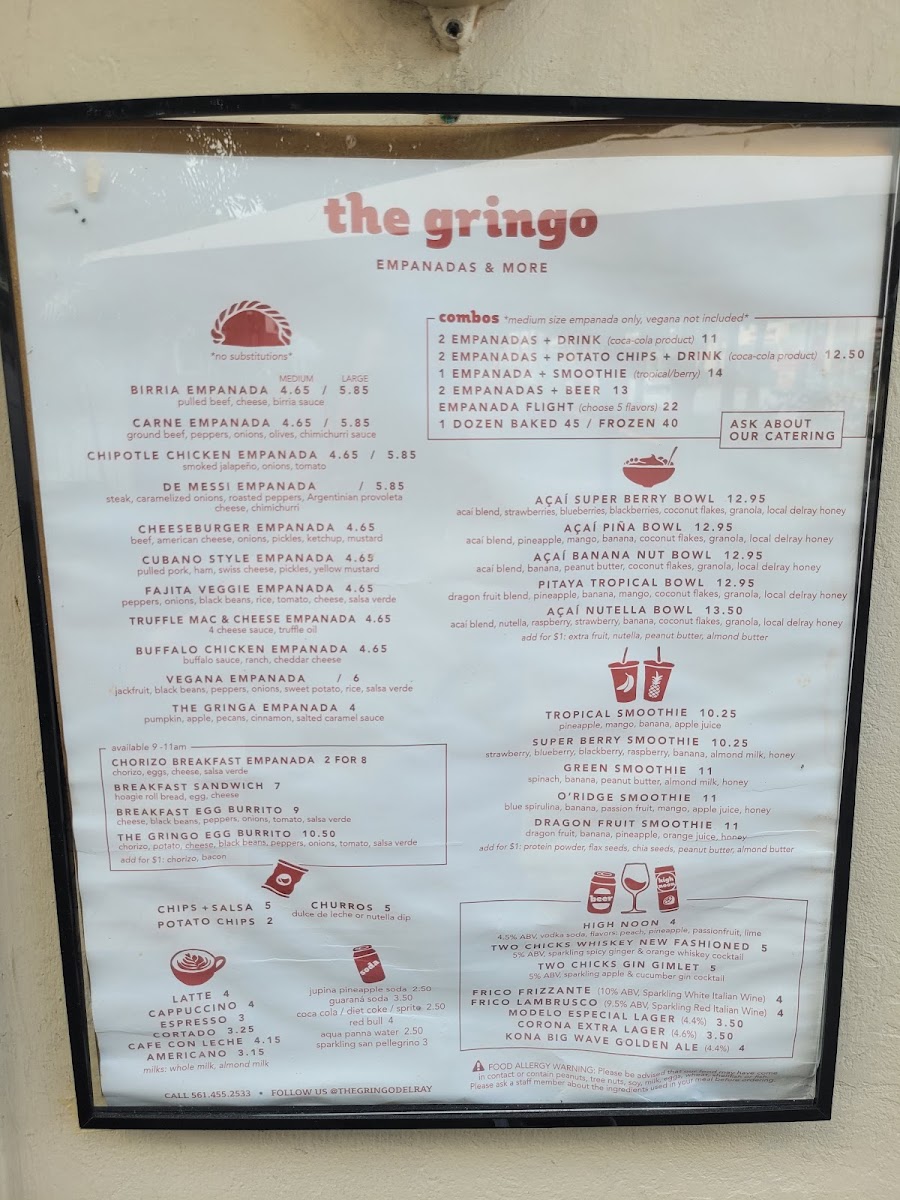 the gringo
EMPANADAS & MORE
*no substitutions*
MEDIUM LARGE
BIRRIA EMPANADA 4.65 / 5.85
pulled beef, cheese, birria sauce
CARNE EMPANADA 4.65 / 5.85
ground beef, peppers, onions, olives, chimichurri sauce
CHIPOTLE CHICKEN EMPANADA 4.65 / 5.85
smoked jalapeño, onions, tomato
DE MESSI EMPANADA / 5.85
steak, caramelized onions, roasted peppers, Argentinian provoleta
cheese, chimichurri
CHEESEBURGER EMPANADA 4.65
beef, american cheese, onions, pickles, ketchup, mustard
CUBANO STYLE EMPANADA 4.65
pulled pork, ham, swiss cheese, pickles, yellow mustard
FAJITA VEGGIE EMPANADA 4.65
peppers, onions, black beans, rice, tomato, cheese, salsa verde
TRUFFLE MAC & CHEESE EMPANADA 4.65
4 cheese sauce, truffle oil
BUFFALO CHICKEN EMPANADA 4.65
buffalo sauce, ranch, cheddar cheese
VEGANA EMPANADA / 6
jackfruit, black beans, peppers, onions, sweet potato, rice, salsa verde
THE GRINGA EMPANADA 4
pumpkin, apple, pecans, cinnamon, salted caramel sauce
available 9 -11am
CHORIZO BREAKFAST EMPANADA 2 FOR 8
chorizo, eggs, cheese, salsa verde
BREAKFAST SANDWICH 7
hoagie roll bread, egg, cheese
BREAKFAST EGG BURRITO 9
cheese, black beans, peppers, onions, tomato, salsa verde
THE GRINGO EGG BURRITO 10.50
chorizo, potato, cheese, black beans, peppers, onions, tomato, salsa verde
add for $1: chorizo, bacon
CHIPS + SALSA 5
POTATO CHIPS 2
CHURROS 5
dulce de leche or nutella dip
LATTE 4
CAPPUCCINO 4
ESPRESSO 3
CORTADO 3.25
CAFE CON LECHE 4.15
AMERICANO 3.15
milks: whole milk, almond milk
soda
jupina pineapple soda 2.50
guaraná soda 3.50
coca cola / diet coke / sprite 2.50
red bull 4
aqua panna water 2.50
sparkling san pellegrino 3
CALL 561.455.2533 • FOLLOW US @THEGRINGODELRAY
combos *medium size empanada only, vegana not included*
2 EMPANADAS + DRINK (coca-cola product) 11
2 EMPANADAS + POTATO CHIPS + DRINK (coca-cola product) 12.50
1 EMPANADA + SMOOTHIE (tropical/berry) 14
2 EMPANADAS + BEER 13
EMPANADA FLIGHT (choose 5 flavors) 22
1 DOZEN BAKED 45 / FROZEN 40
ASK ABOUT
OUR CATERING
AÇAÍ SUPER BERRY BOWL 12.95
acai blend, strawberries, blueberries, blackberries, coconut flakes, granola, local delray honey
AÇAÍ PIÑA BOWL 12.95
acai blend, pineapple, mango, banana, coconut flakes, granola, local delray honey
AÇAÍ BANANA NUT BOWL 12.95
acai blend, banana, peanut butter, coconut flakes, granola, local delray honey
PITAYA TROPICAL BOWL 12.95
dragon fruit blend, pineapple, banana, mango, coconut flakes, granola, local delray honey
AÇAÍ NUTELLA BOWL 13.50
acai blend, nutella, raspberry, strawberry, banana, coconut flakes, granola, local delray honey
add for $1: extra fruit, nutella, peanut butter, almond butter
TROPICAL SMOOTHIE 10.25
pineapple, mango, banana, apple juice
SUPER BERRY SMOOTHIE 10.25
strawberry, blueberry, blackberry, raspberry, banana, almond milk, honey
GREEN SMOOTHIE 11
spinach, banana, peanut butter, almond milk, honey
O'RIDGE SMOOTHIE 11
blue spirulina, banana, passion fruit, mango, apple juice, honey
DRAGON FRUIT SMOOTHIE 11
dragon fruit, banana, pineapple, orange juice, honey
add for $1: protein powder, flax seeds, chia seeds, peanut butter, almond butter
beer
high noon
HIGH NOON 4
4.5% ABV, vodka soda, flavors: peach, pineapple, passionfruit, lime
TWO CHICKS WHISKEY NEW FASHIONED 5
5% ABV, sparkling spicy ginger & orange whiskey cocktail
TWO CHICKS GIN GIMLET 5
5% ABV, sparkling apple & cucumber gin cocktail
FRICO FRIZZANTE (10% ABV, Sparkling White Italian Wine) 4
FRICO LAMBRUSCO (9.5% ABV, Sparkling Red Italian Wine) 4
MODELO ESPECIAL LAGER (4.4%) 3.50
CORONA EXTRA LAGER (4.6%) 3.50
KONA BIG WAVE GOLDEN ALE (4.4%) 4
FOOD ALLERGY WARNING: Please be advised that our food may have come
in contact or contain peanuts, tree nuts, soy, milk, eggs, wheat,
Please ask a staff member about the ingredients used in your meal before ordering.